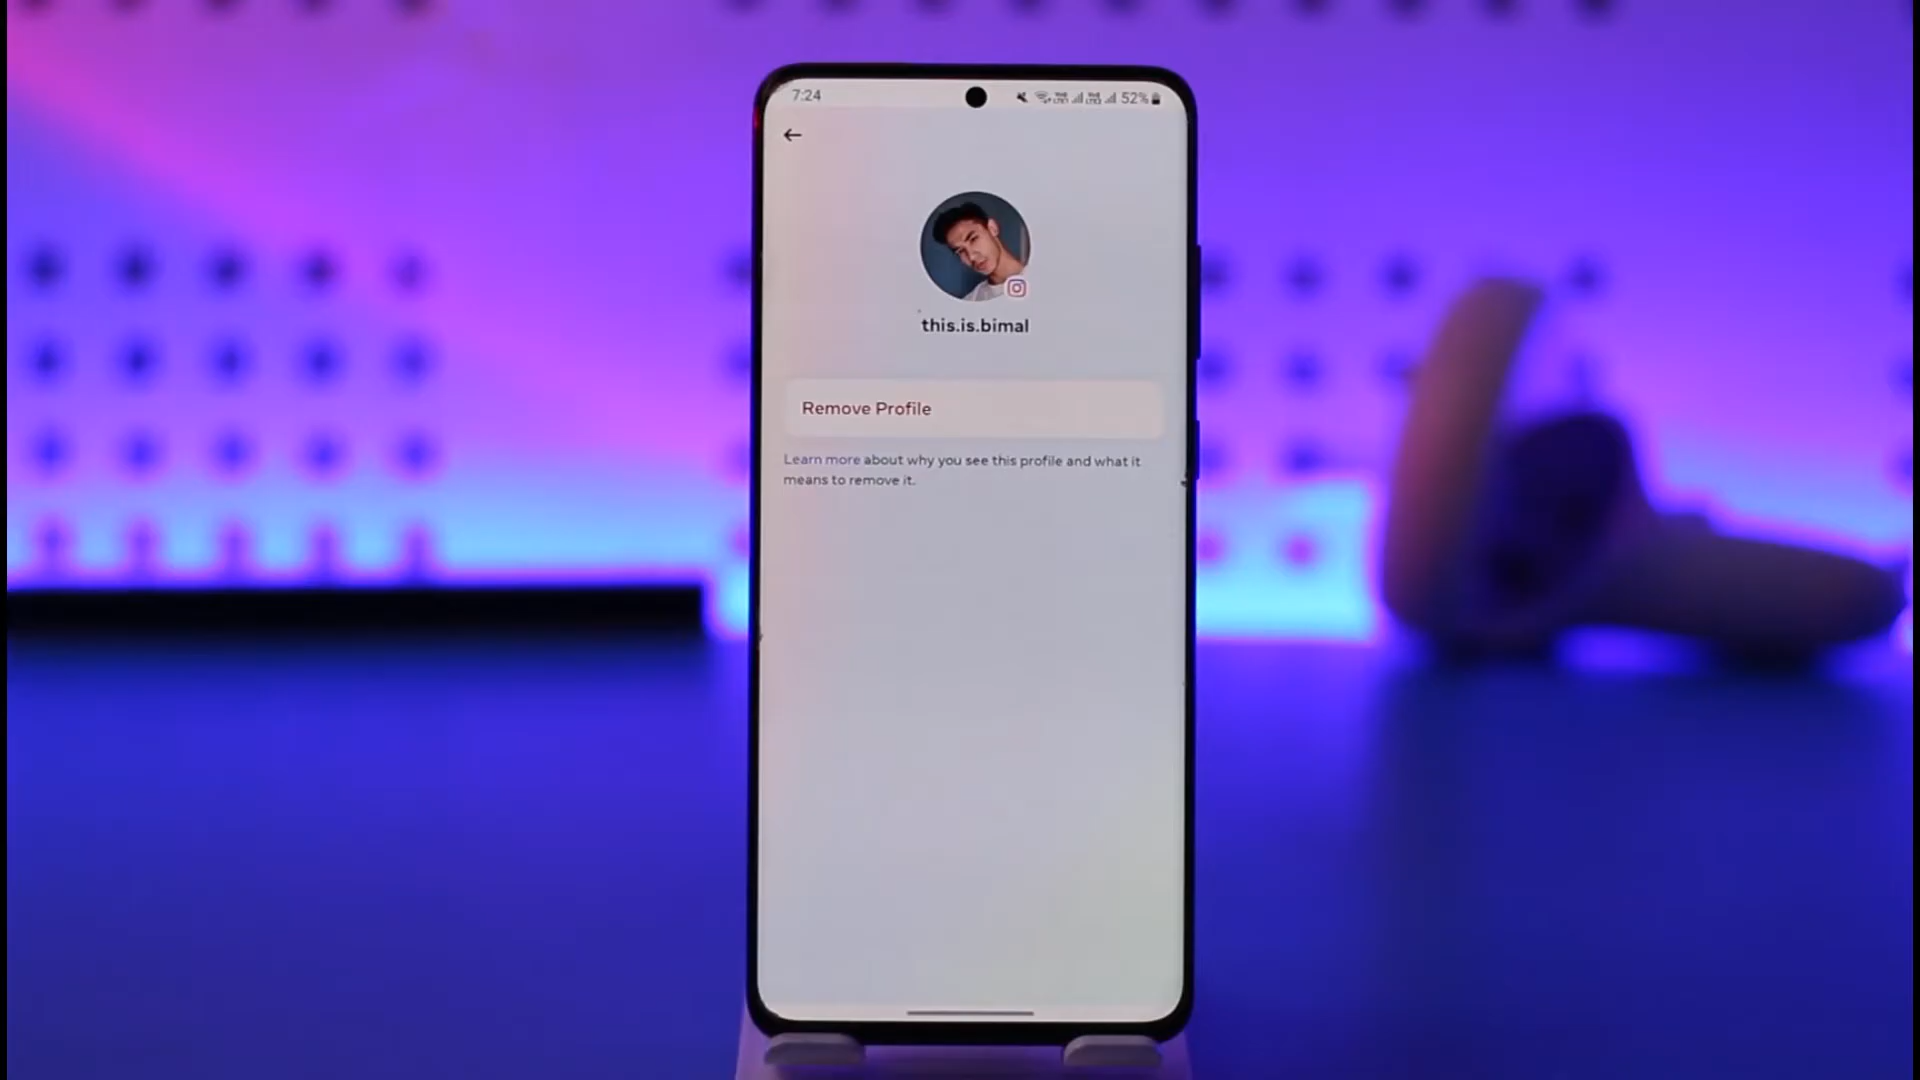 7:24
52%
this.is.bimal
Remove Profile
Learn more about why you see this profile and what it
means to remove it.